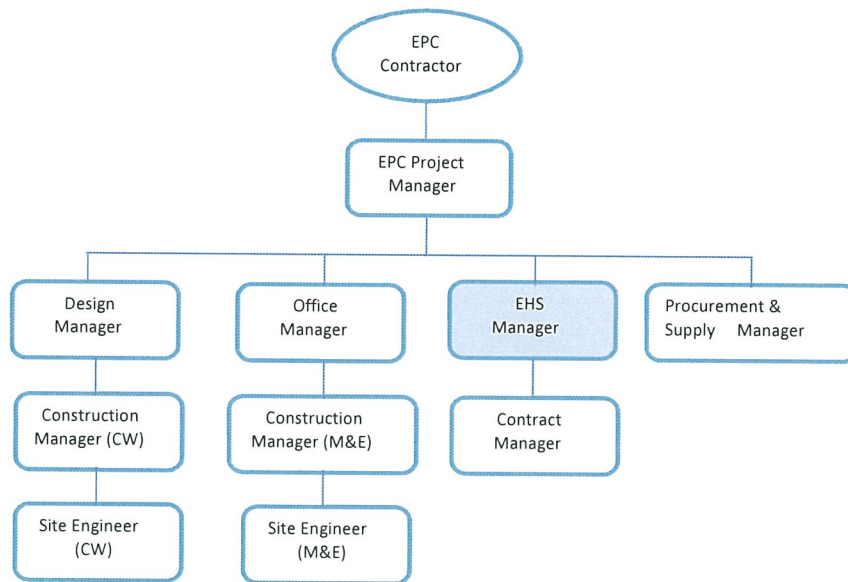 EPC
Contractor
EPC Project
Manager
Design
Manager
Office
Manager
EHS
Manager
Procurement &
Supply Manager
Construction
Manager (CW)
Construction
Manager (M&E)
Contract
Manager
Site Engineer
(CW)
Site Engineer
(M&E)